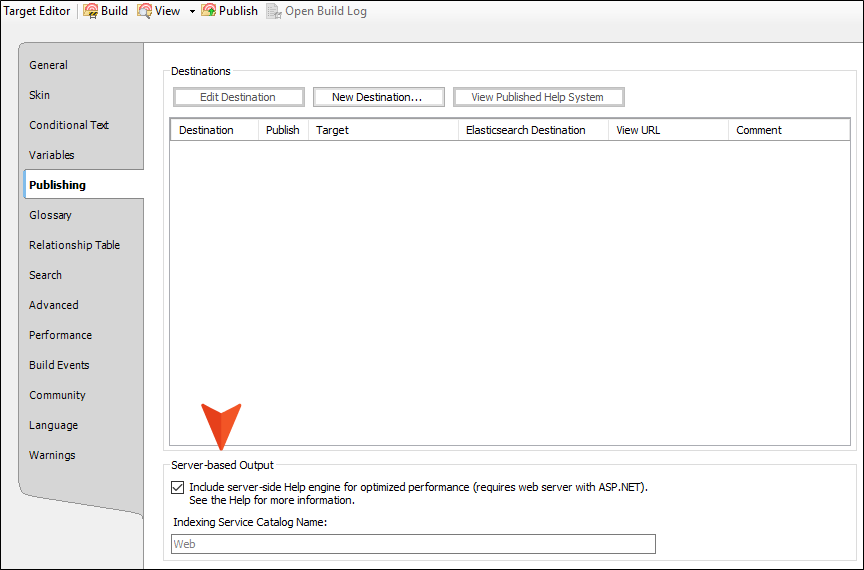 Target Editor Build View Publish Open Build Log
General
Skin
Conditional Text
Variables
Publishing
Glossary
Relationship Table
Search
Advanced
Performance
Build Events
Community
Language
Warnings
Destinations
Edit Destination New Destination... View Published Help System
Destination Publish Target Elasticsearch Destination View URL Comment
Server-based Output
Include server-side Help engine for optimized performance (requires web server with ASP.NET).
See the Help for more information.
Indexing Service Catalog Name:
Web